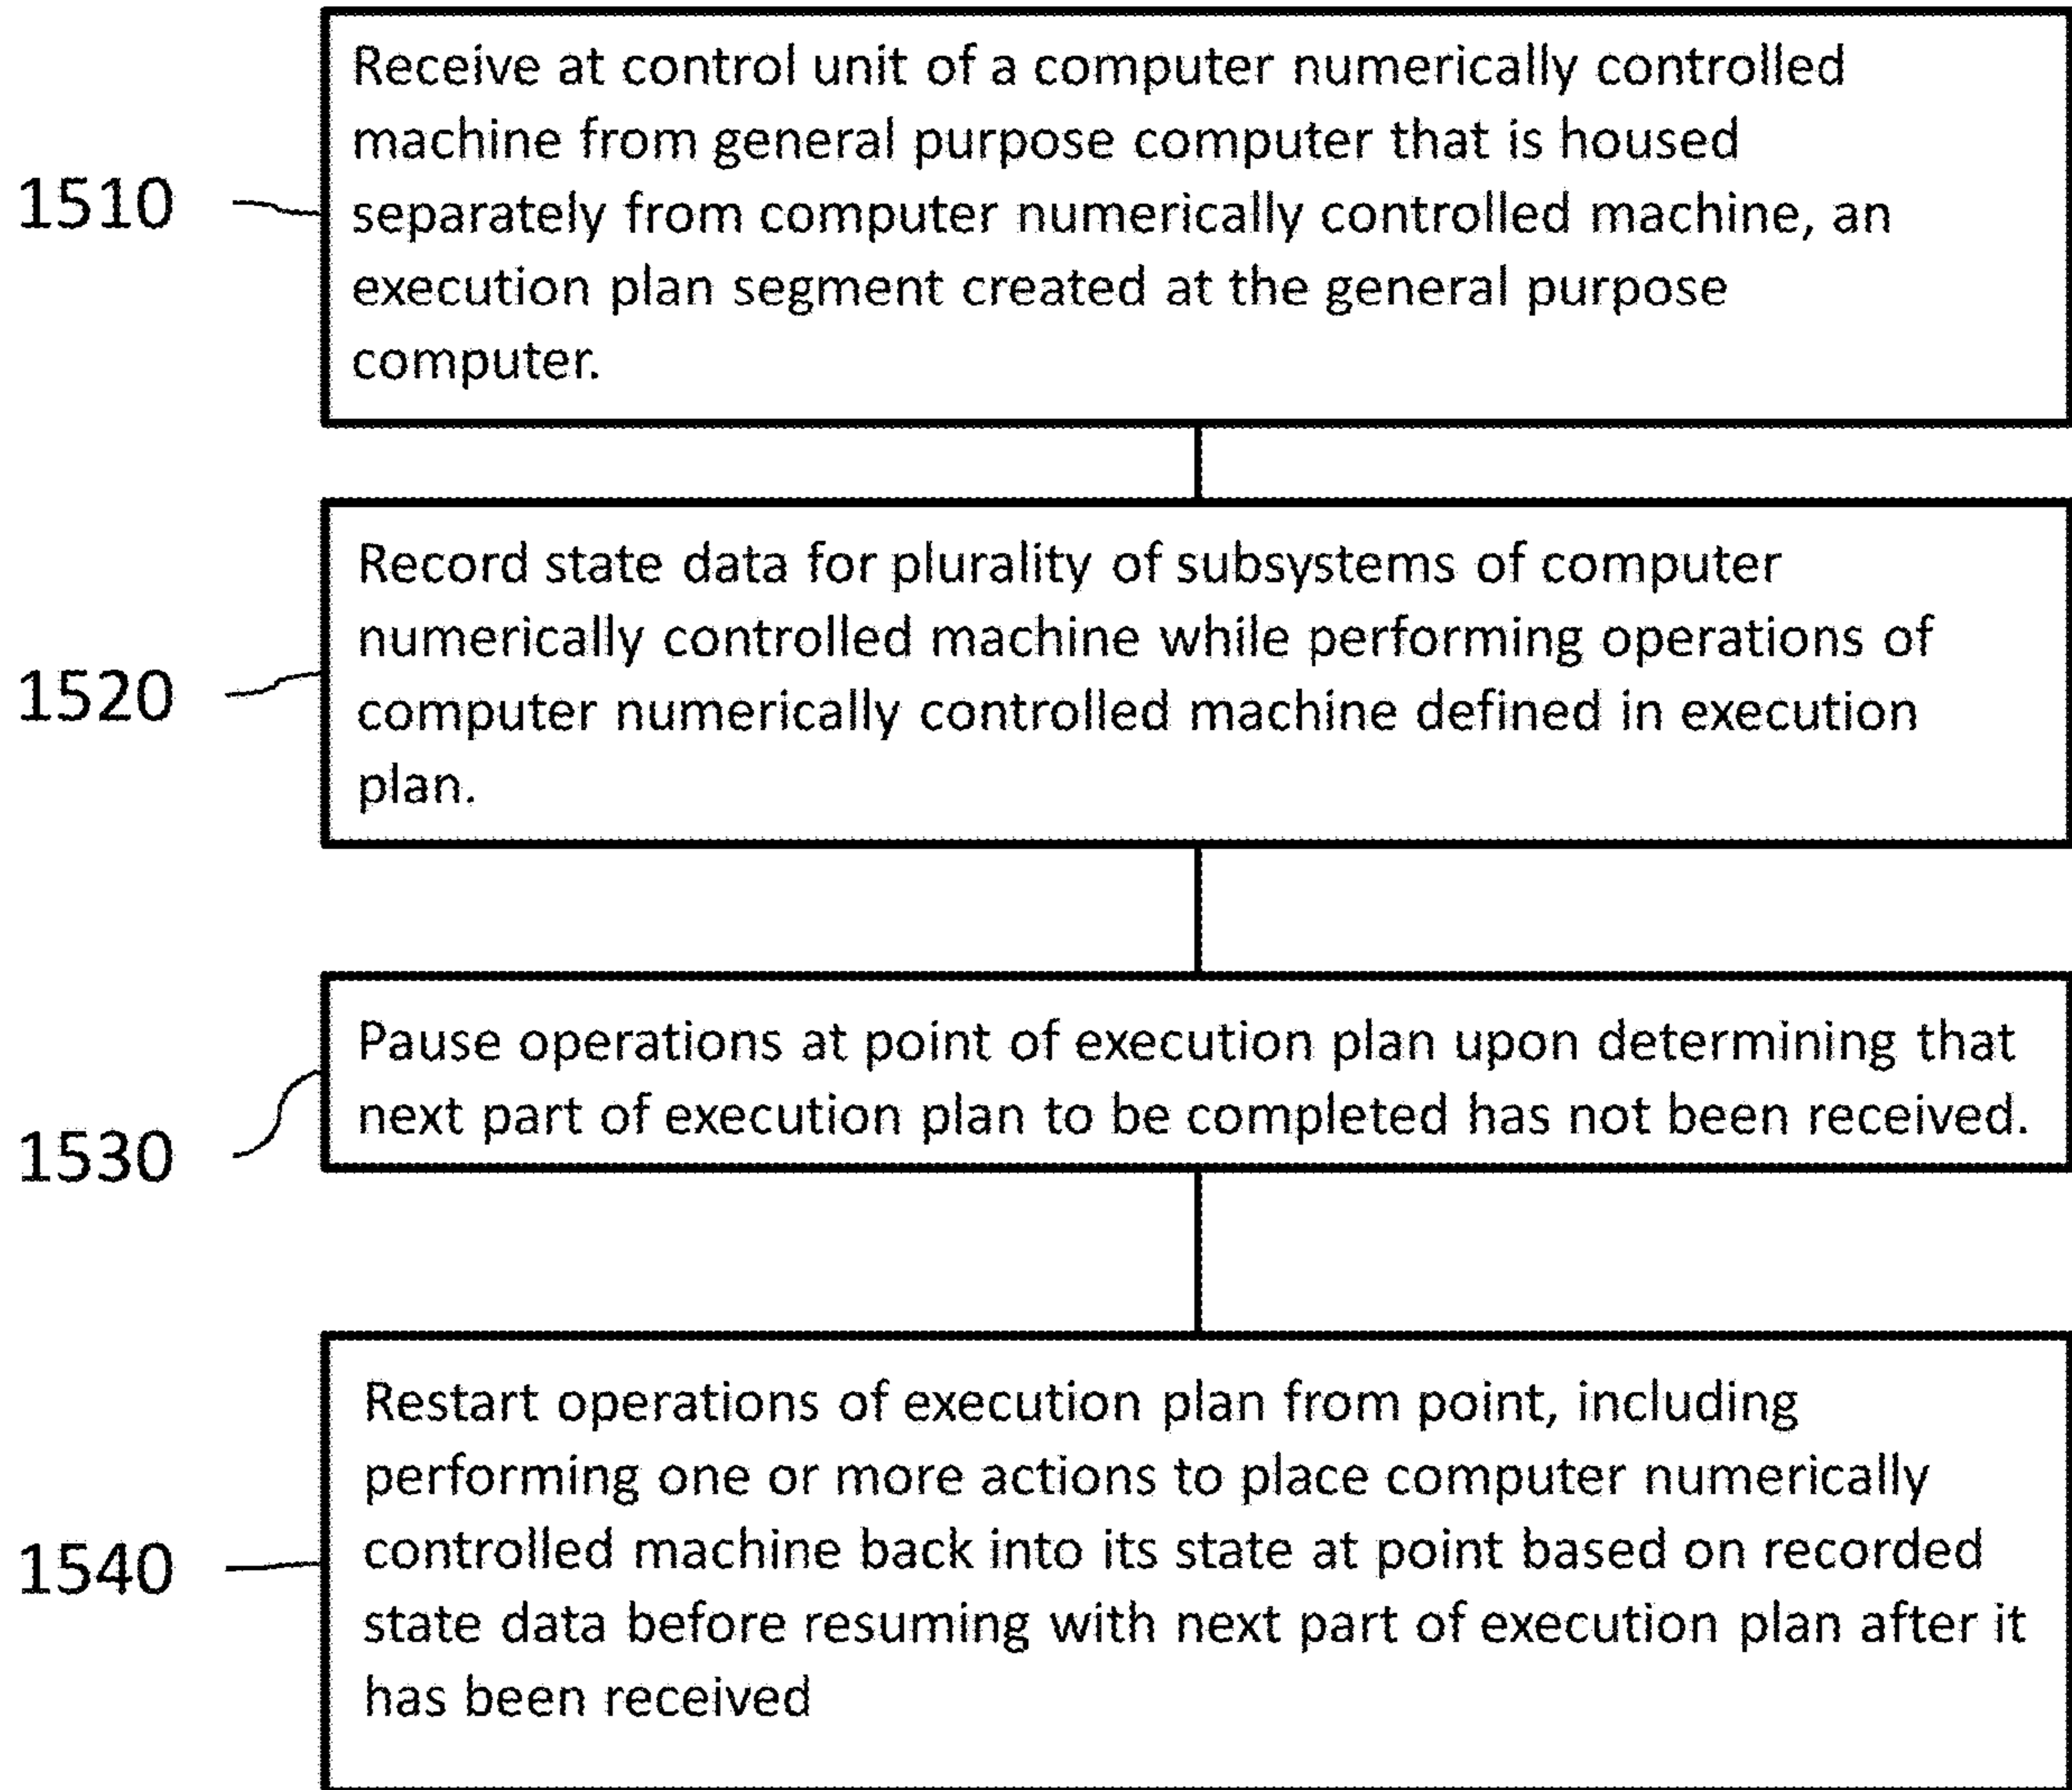 Receive at control unit of a computer numerically controlled
machine from general purpose computer that is housed
1510
separately from computer numerically controlled machine, an
execution plan segment created at the general purpose
computer.
Record state data for plurality of subsystems of computer
numerically controlled machine while performing operations of
1520
computer numerically controlled machine defined in execution
plan.
Pause operations at point of execution plan upon determining that
next part of execution plan to be completed has not been received.
1530
Restart operations of execution plan from point, including
performing one or more actions to place computer numerically
1540
controlled machine back into its state at point based on recorded
state data before resuming with next part of execution plan after it
has been received